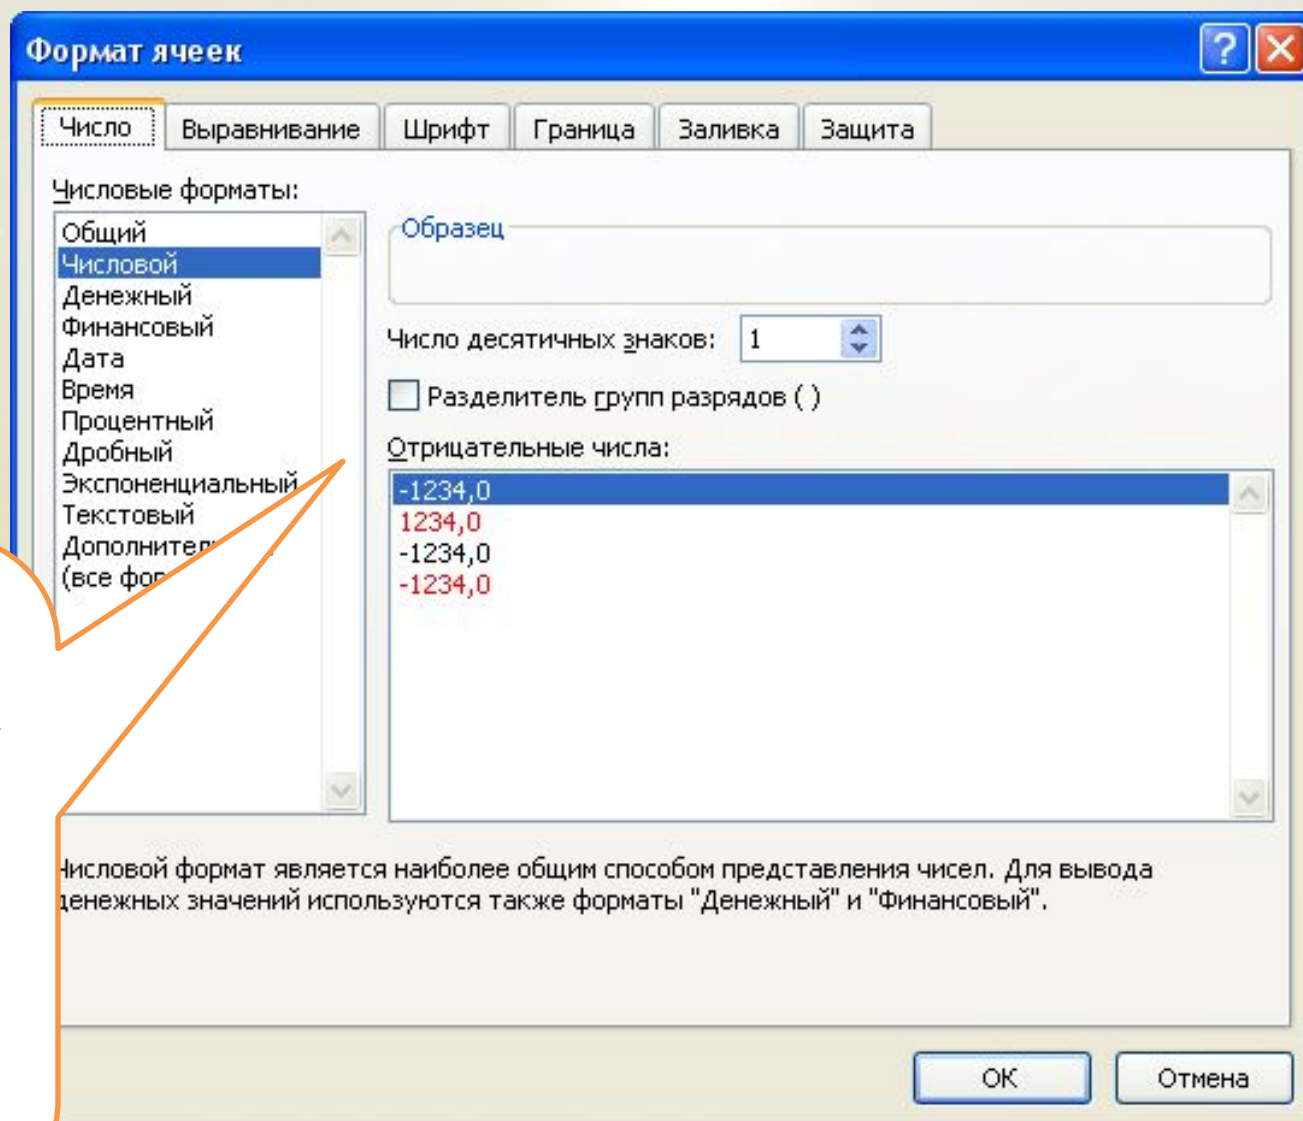 Формат ячеек
Число Выравнивание Шрифт Граница Заливка Защита
Числовые форматы:
Общий
Числовой
Денежный
Финансовый
Дата
Время
Процентный
Дробный
Экспоненциальный
Текстовый
(все
Образец
Число десятичных знаков: 1
Разделитель групп разрядов ( )
Отрицательные числа:
-1234,0
1234,0
-1234,0
-1234,0
Числовой формат является наиболее общим способом представления чисел. Для вывода
денежных значений используются также форматы "Денежный" и "Финансовый".
ОК Отмена